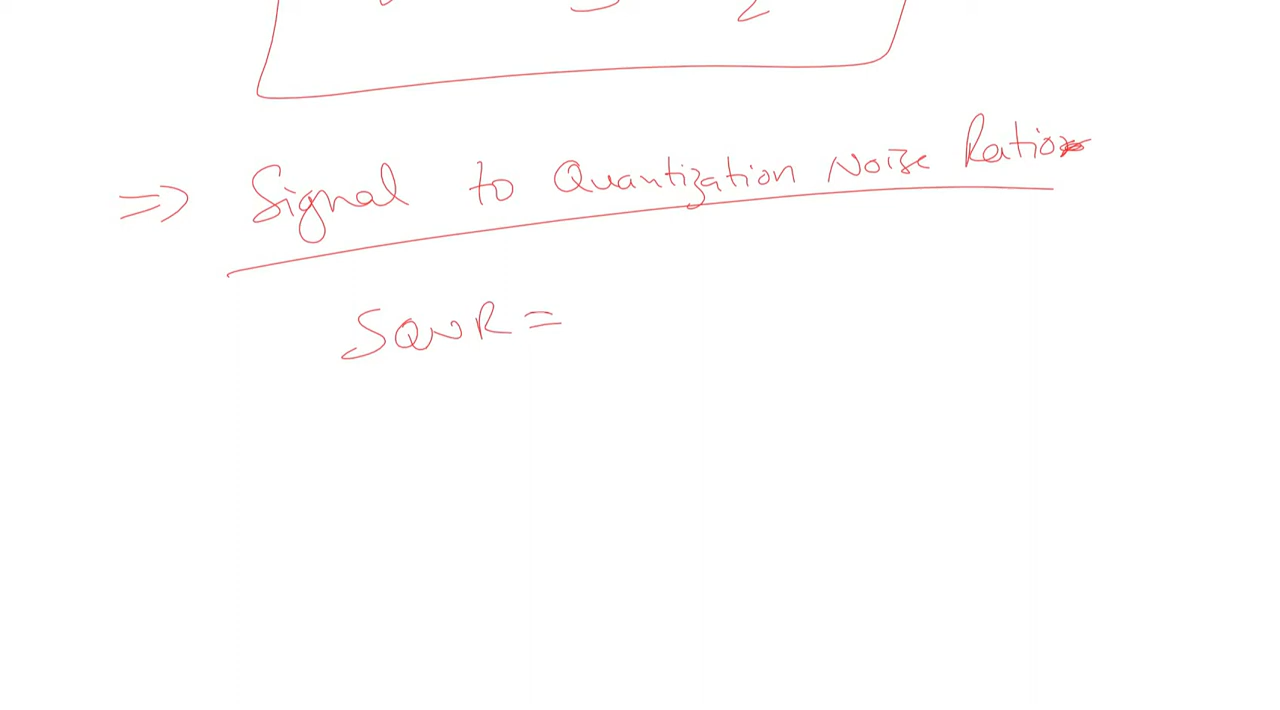 ⇒ Signal to Quantization Noise Ratio
SQNR =